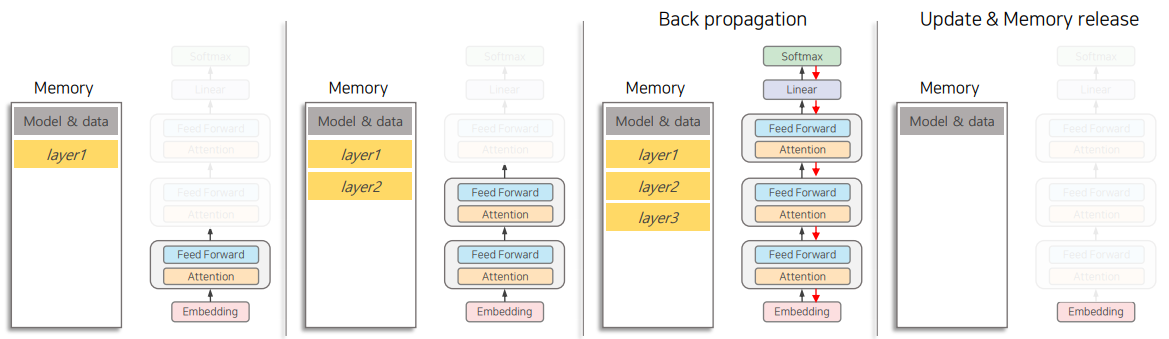 Back propagation
Update & Memory release
Memory
Model & data
layer1
Softmax
Linear
Feed Forward
Attention
Feed Forward
Attention
Feed Forward
Attention
Embedding
Memory
Model & data
layer1
layer2
Softmax
Linear
Feed Forward
Attention
Feed Forward
Attention
Feed Forward
Attention
Embedding
Memory
Model & data
layer1
layer2
layer3
Softmax
Linear
Feed Forward
Attention
Feed Forward
Attention
Feed Forward
Attention
Embedding
Memory
Model & data
Softmax
Linear
Feed Forward
Attention
Feed Forward
Attention
Feed Forward
Attention
Embedding